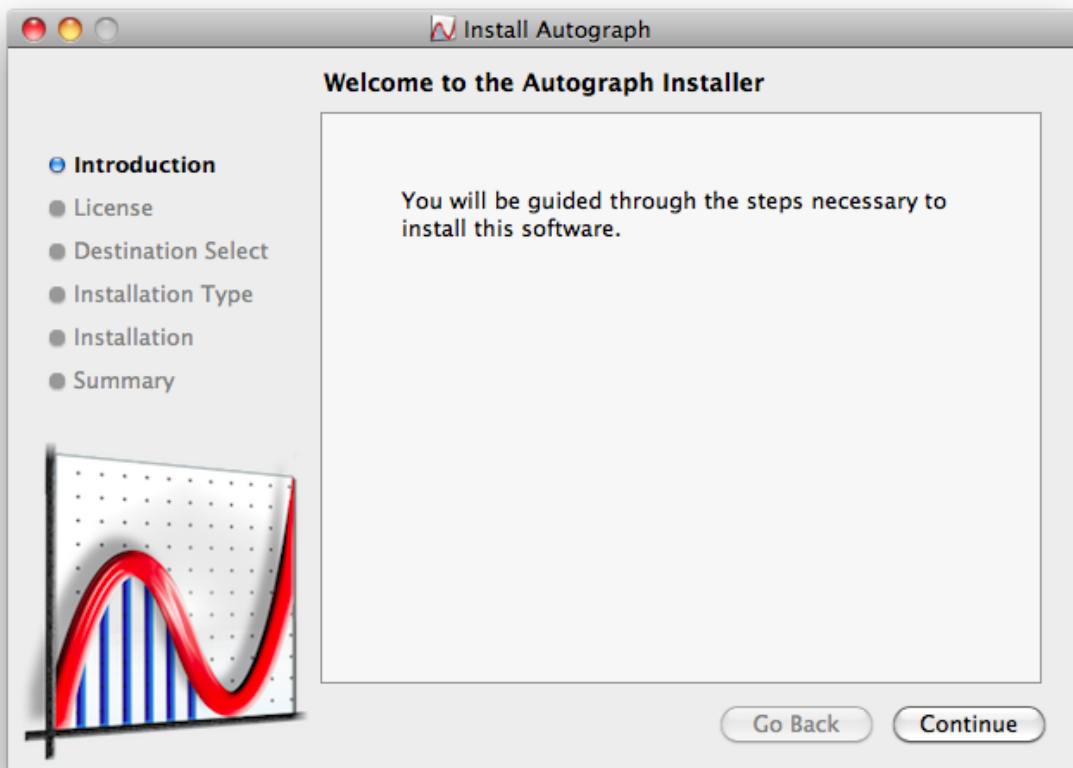 Install Autograph
Welcome to the Autograph Installer
Introduction
License
Destination Select
Installation Type
Installation
Summary
You will be guided through the steps necessary to
install this software.
Go Back
Continue